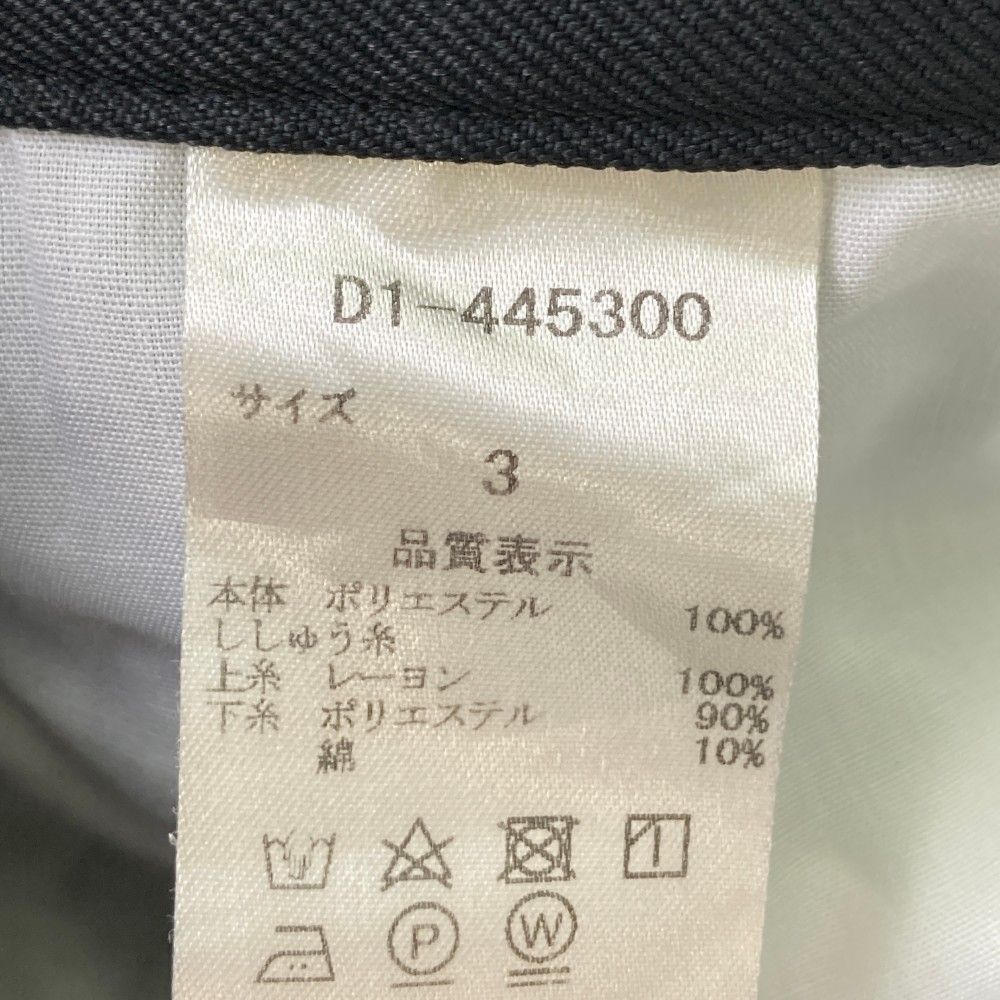 D1-445300
サイズ
3
品質表示
本体 ポリエステル 100%
ししゅう糸
上糸 レーヨン 100%
下糸 ポリエステル 90%
綿 10%
P W